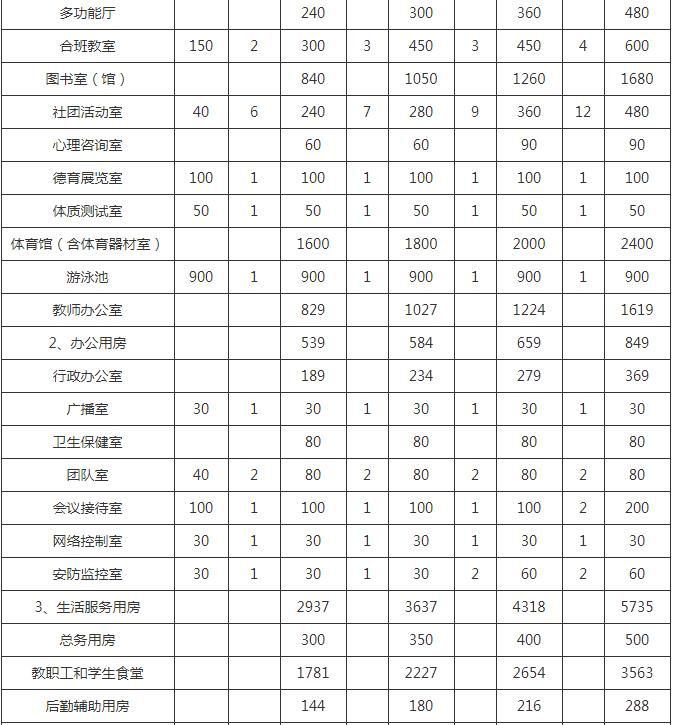 多功能厅 240 300 360 480
合班教室 150 2 300 3 450 3 450 4 600
图书室（馆） 840 1050 1260 1680
社团活动室 40 6 240 7 280 9 360 12 480
心理咨询室 60 60 90 90
德育展览室 100 1 100 1 100 1 100 1 100
体质测试室 50 1 50 1 50 1 50 1 50
体育馆（含体育器材室） 1600 1800 2000 2400
游泳池 900 1 900 1 900 1 900 1 900
教师办公室 829 1027 1224 1619
2、办公用房 539 584 659 849
行政办公室 189 234 279 369
广播室 30 1 30 1 30 1 30 1 30
卫生保健室 80 80 80 80
团队室 40 2 80 2 80 2 80 2 80
会议接待室 100 1 100 1 100 1 100 2 200
网络控制室 30 1 30 1 30 1 30 1 30
安防监控室 30 1 30 1 30 2 60 2 60
3、生活服务用房 2937 3637 4318 5735
总务用房 300 350 400 500
教职工和学生食堂 1781 2227 2654 3563
后勤辅助用房 144 180 216 288